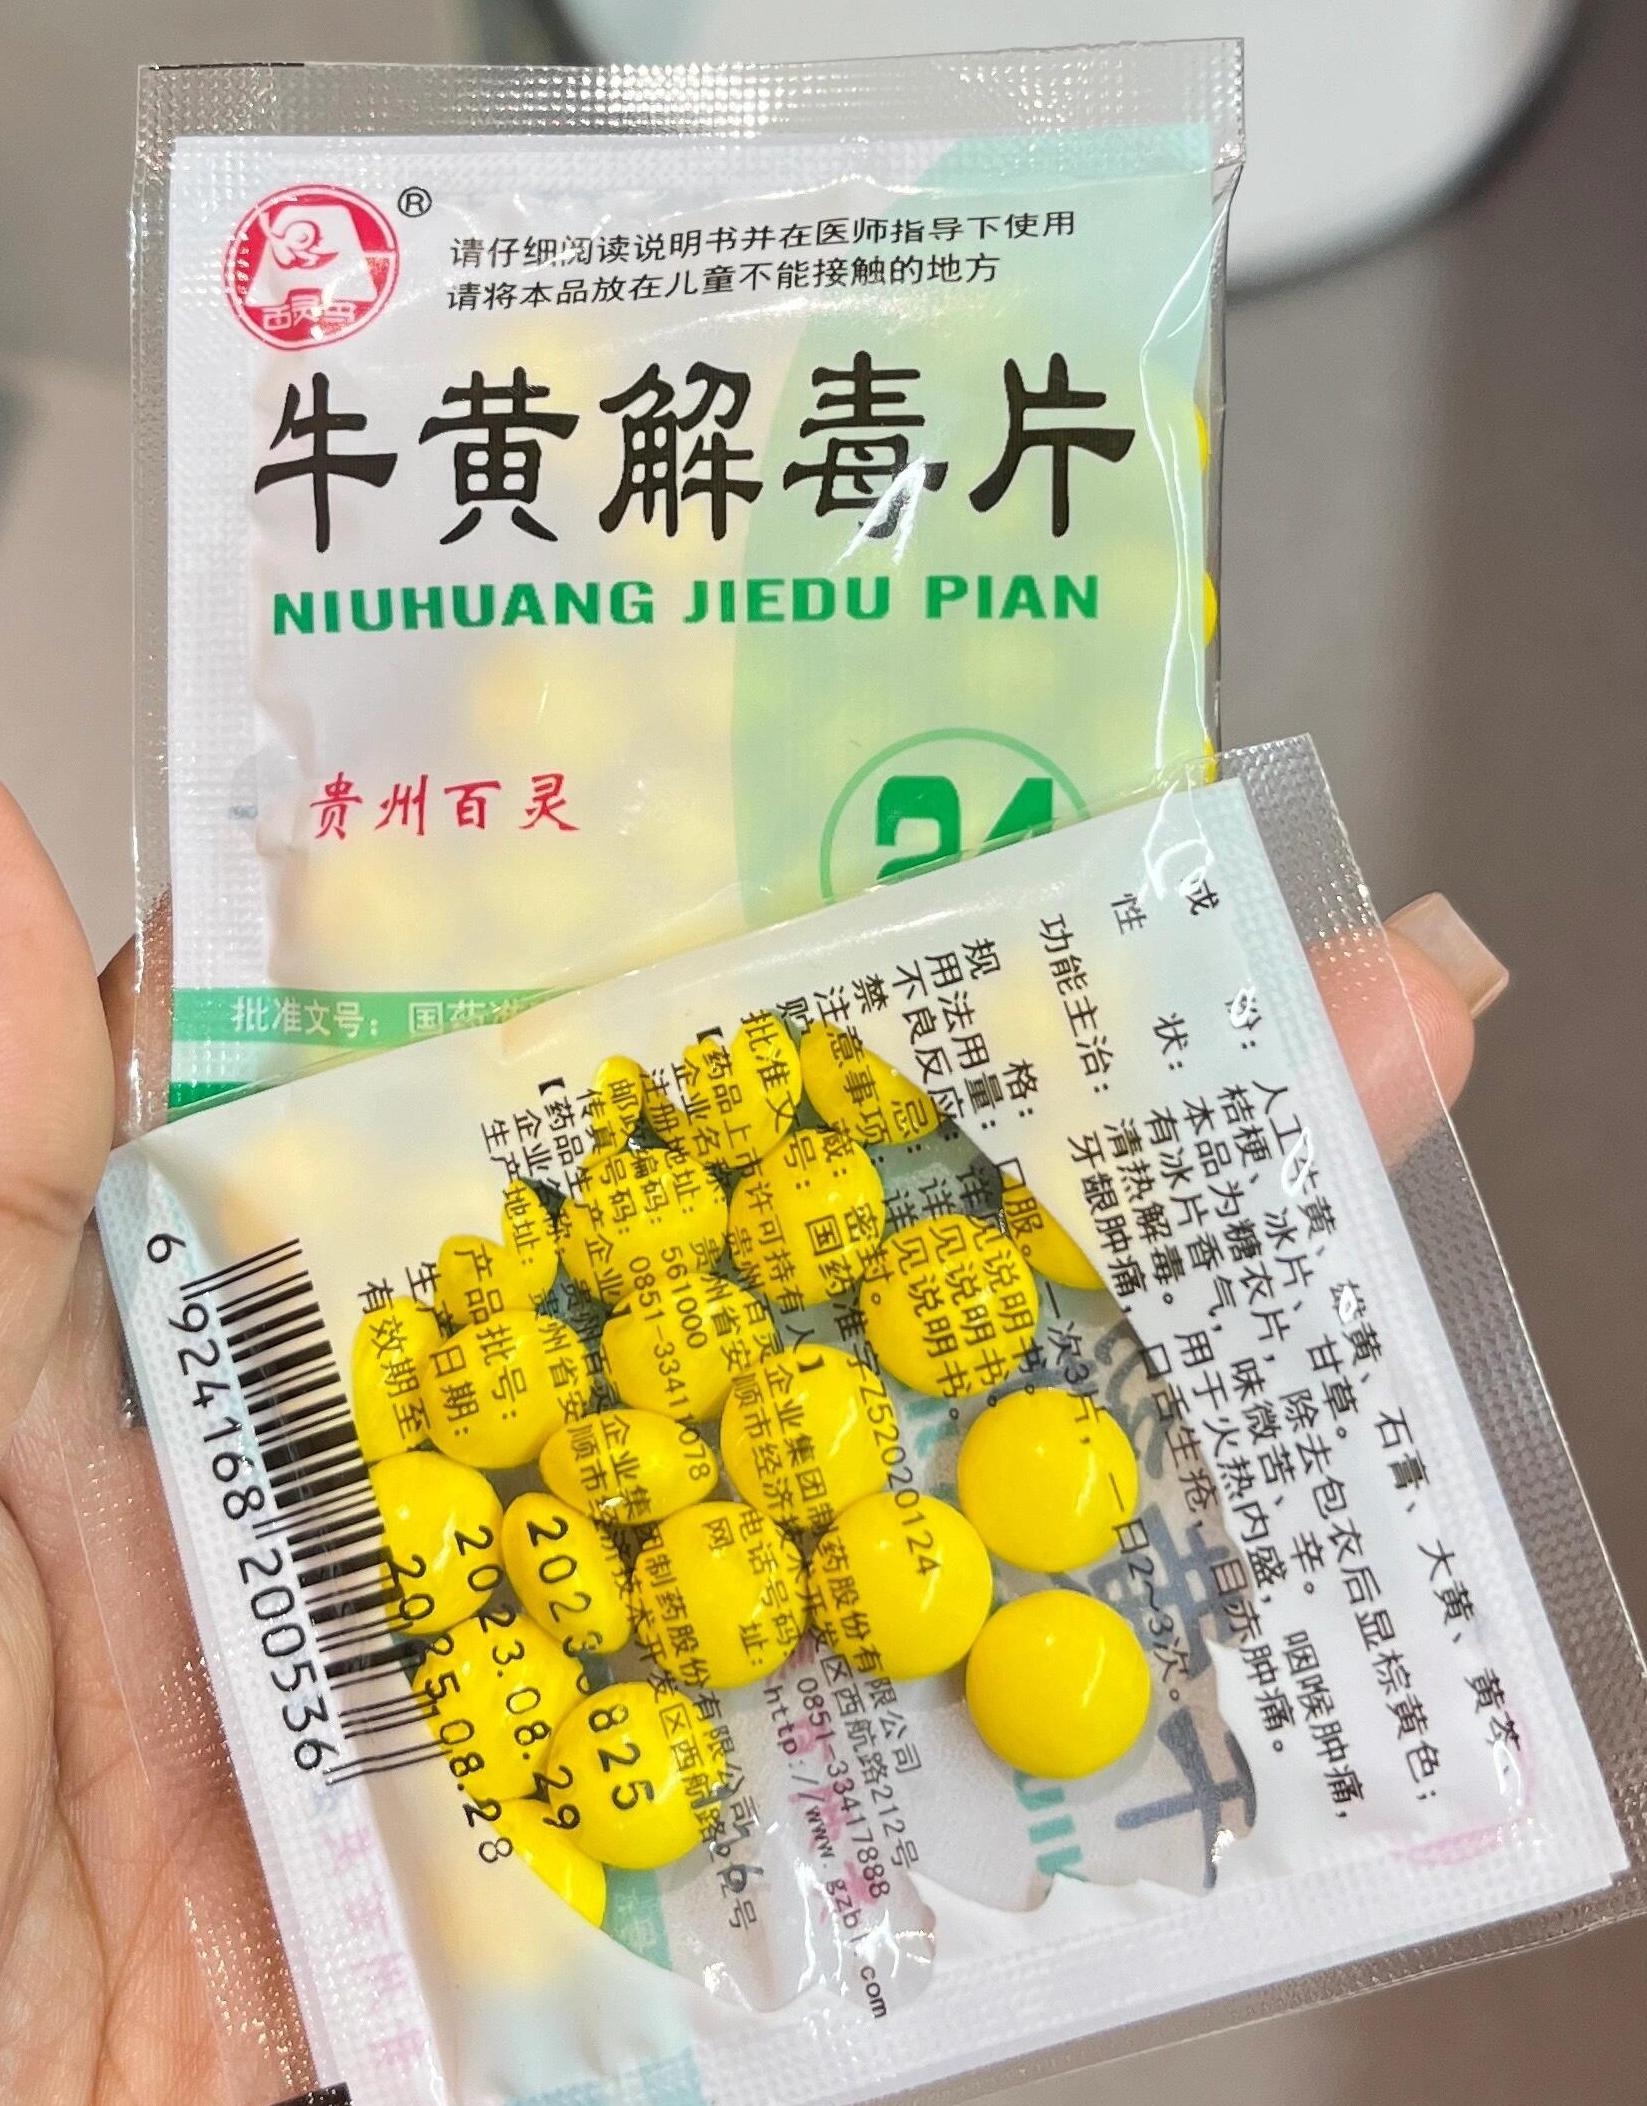 ®
百灵鸟
请仔细阅读说明书并在医师指导下使用
请将本品放在儿童不能接触的地方
牛黄解毒片
NIUHUANG JIEDU PIAN
贵州百灵
24
批准文号：国药准
成 份：人工牛黄、雄黄、石膏、大黄、黄芩、
桔梗、冰片、甘草。
性 状：本品为糖衣片，除去包衣后显棕黄色；
有冰片香气，味微苦、辛。
功能主治：清热解毒。用于火热内盛，咽喉肿痛，
牙龈肿痛，口舌生疮，目赤肿痛。
规 格：
用法用量：口服。一次3片，一日2~3次。
不良反应：详见说明书。
禁 忌：详见说明书。
注意事项：详见说明书。
贮 藏：密封。
批准文号：国药准字Z52020124
【药品上市许可持有人】
企业名称：贵州百灵企业集团制药股份有限公司
注册地址：贵州省安顺市经济技术开发区西航路212号
邮政编码：561000 电话号码：0851-33417888
传真号码：0851-33411078 网 址：http://www.gzbl.com
【药品生产企业】
企业名称：贵州百灵企业集团制药股份有限公司
生产地址：贵州省安顺市经济技术开发区西航路212号
产品批号：
生产日期：2023.08.29
有效期至 2025.08.28
6924168200536